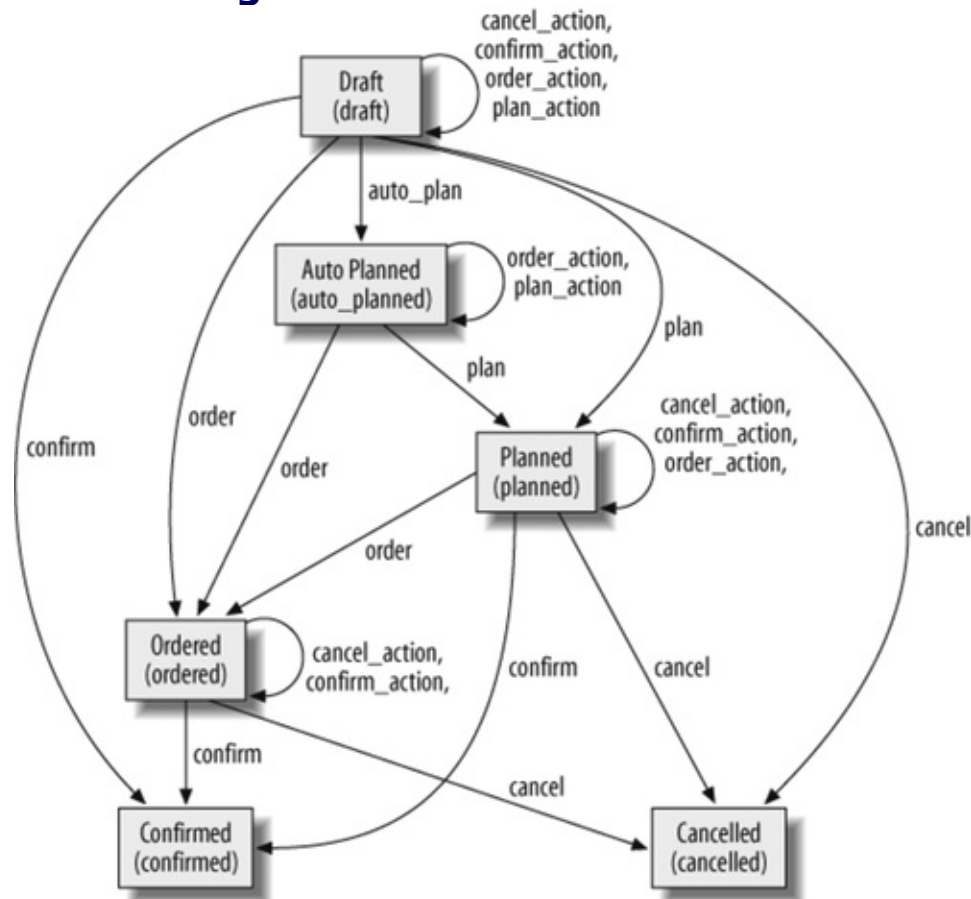 cancel_action,
confirm_action,
order_action,
plan_action
Draft
(draft)
auto_plan
Auto Planned
(auto_planned)
order_action,
plan_action
plan
plan
order
confirm
order
cancel_action,
confirm_action,
order_action,
Planned
(planned)
order
cancel
Ordered
(ordered)
cancel_action,
confirm_action,
confirm
cancel
confirm
cancel
Confirmed
(confirmed)
Cancelled
(cancelled)